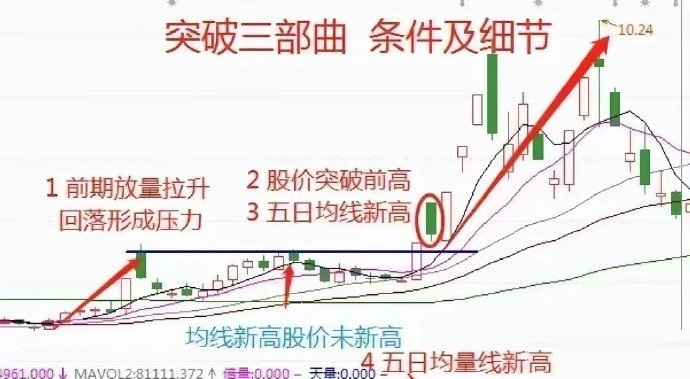 突破三部曲 条件及细节
10.24
1 前期放量拉升
回落形成压力
2 股价突破前高
3 五日均线新高
均线新高股价未新高
4961.000 ↓ MAVOL2:81111.372 ↑ 倍量:0.000 － 天量:0.000 －
4 五日均量线新高